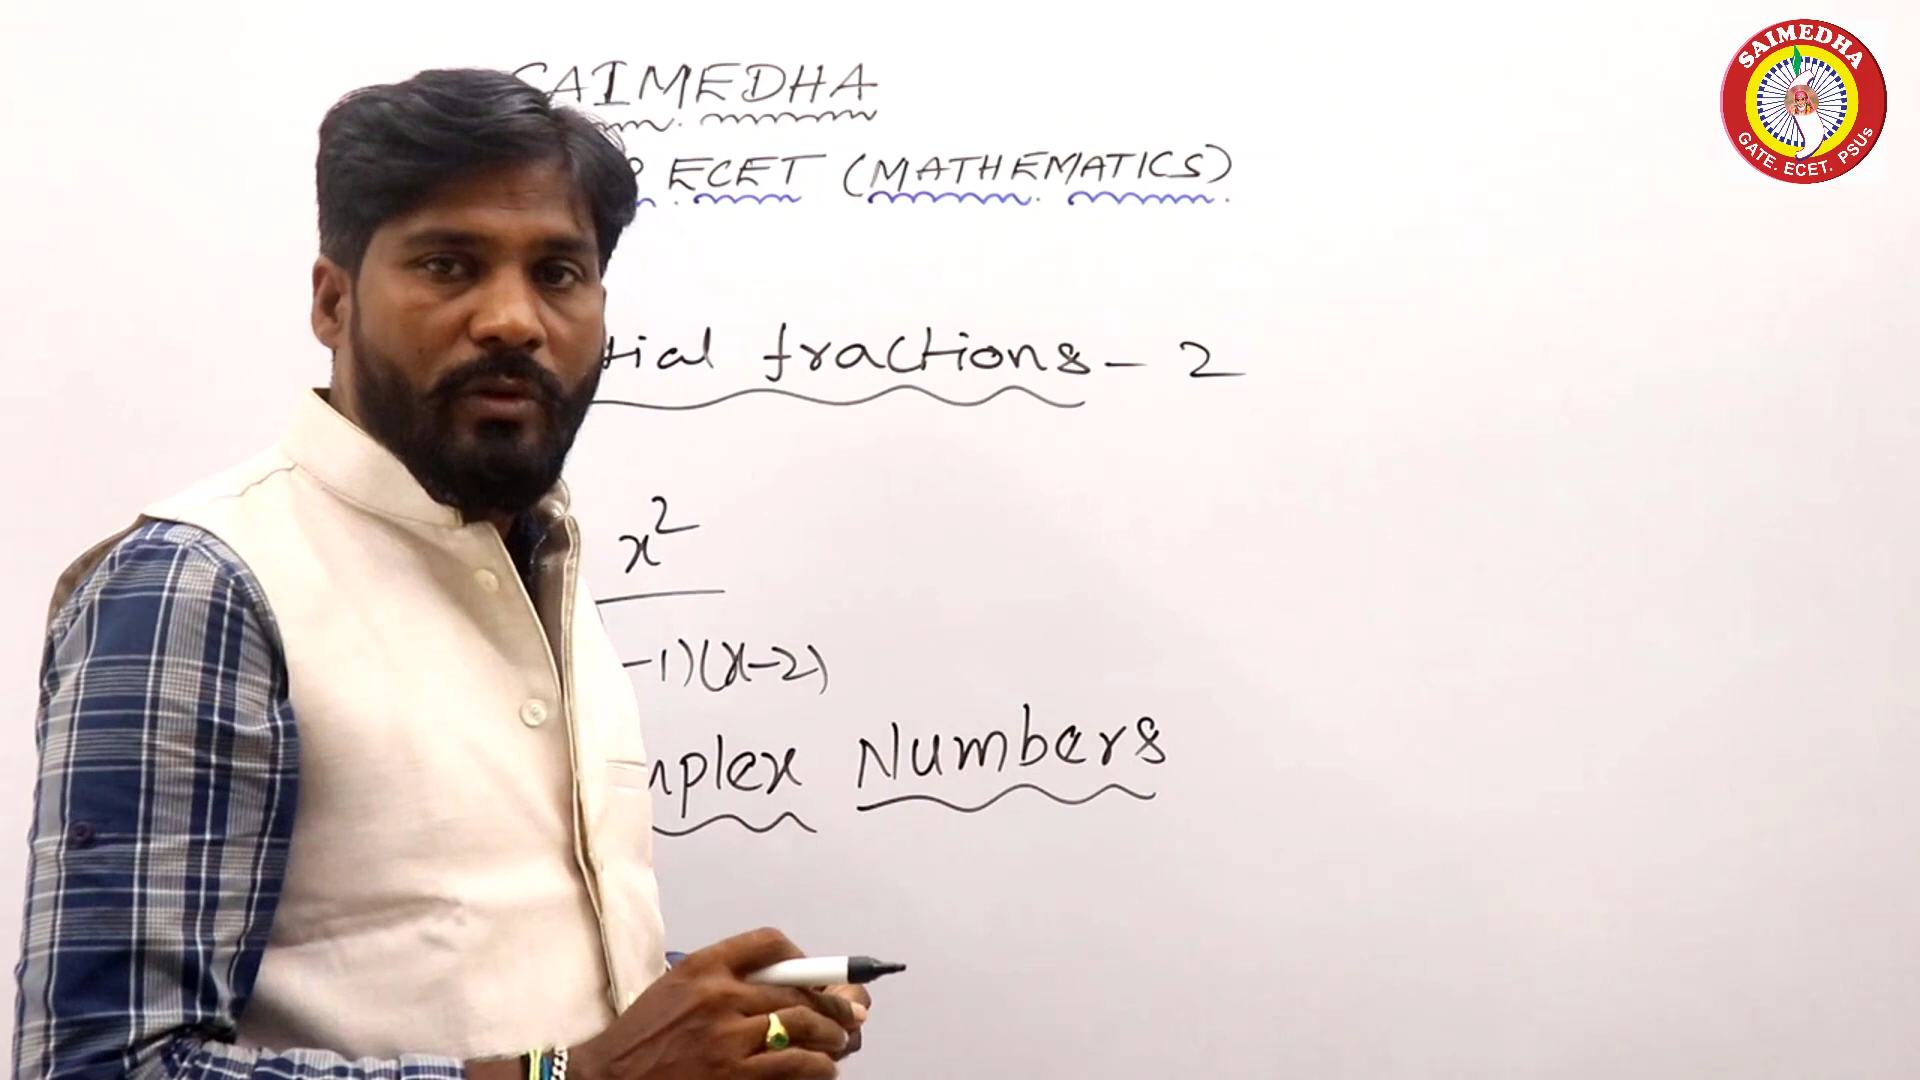 SAIMEDHA
ECET (MATHEMATICS)
tial fractions - 2
x²
-1)(x-2)
mplex Numbers
SAIMEDHA
GATE. ECET. PSUs